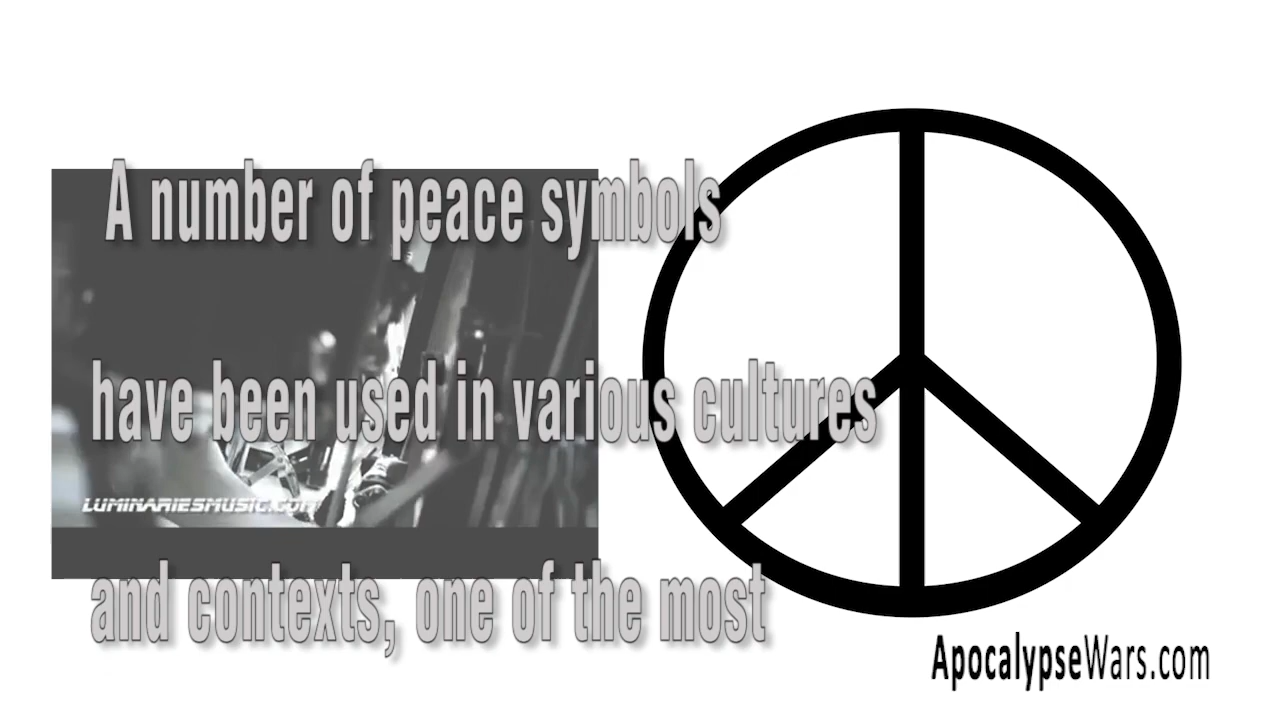 A number of peace symbols
have been used in various cultures
LUMINARIESMUSIC.COM
and contexts, one of the most
ApocalypseWars.com